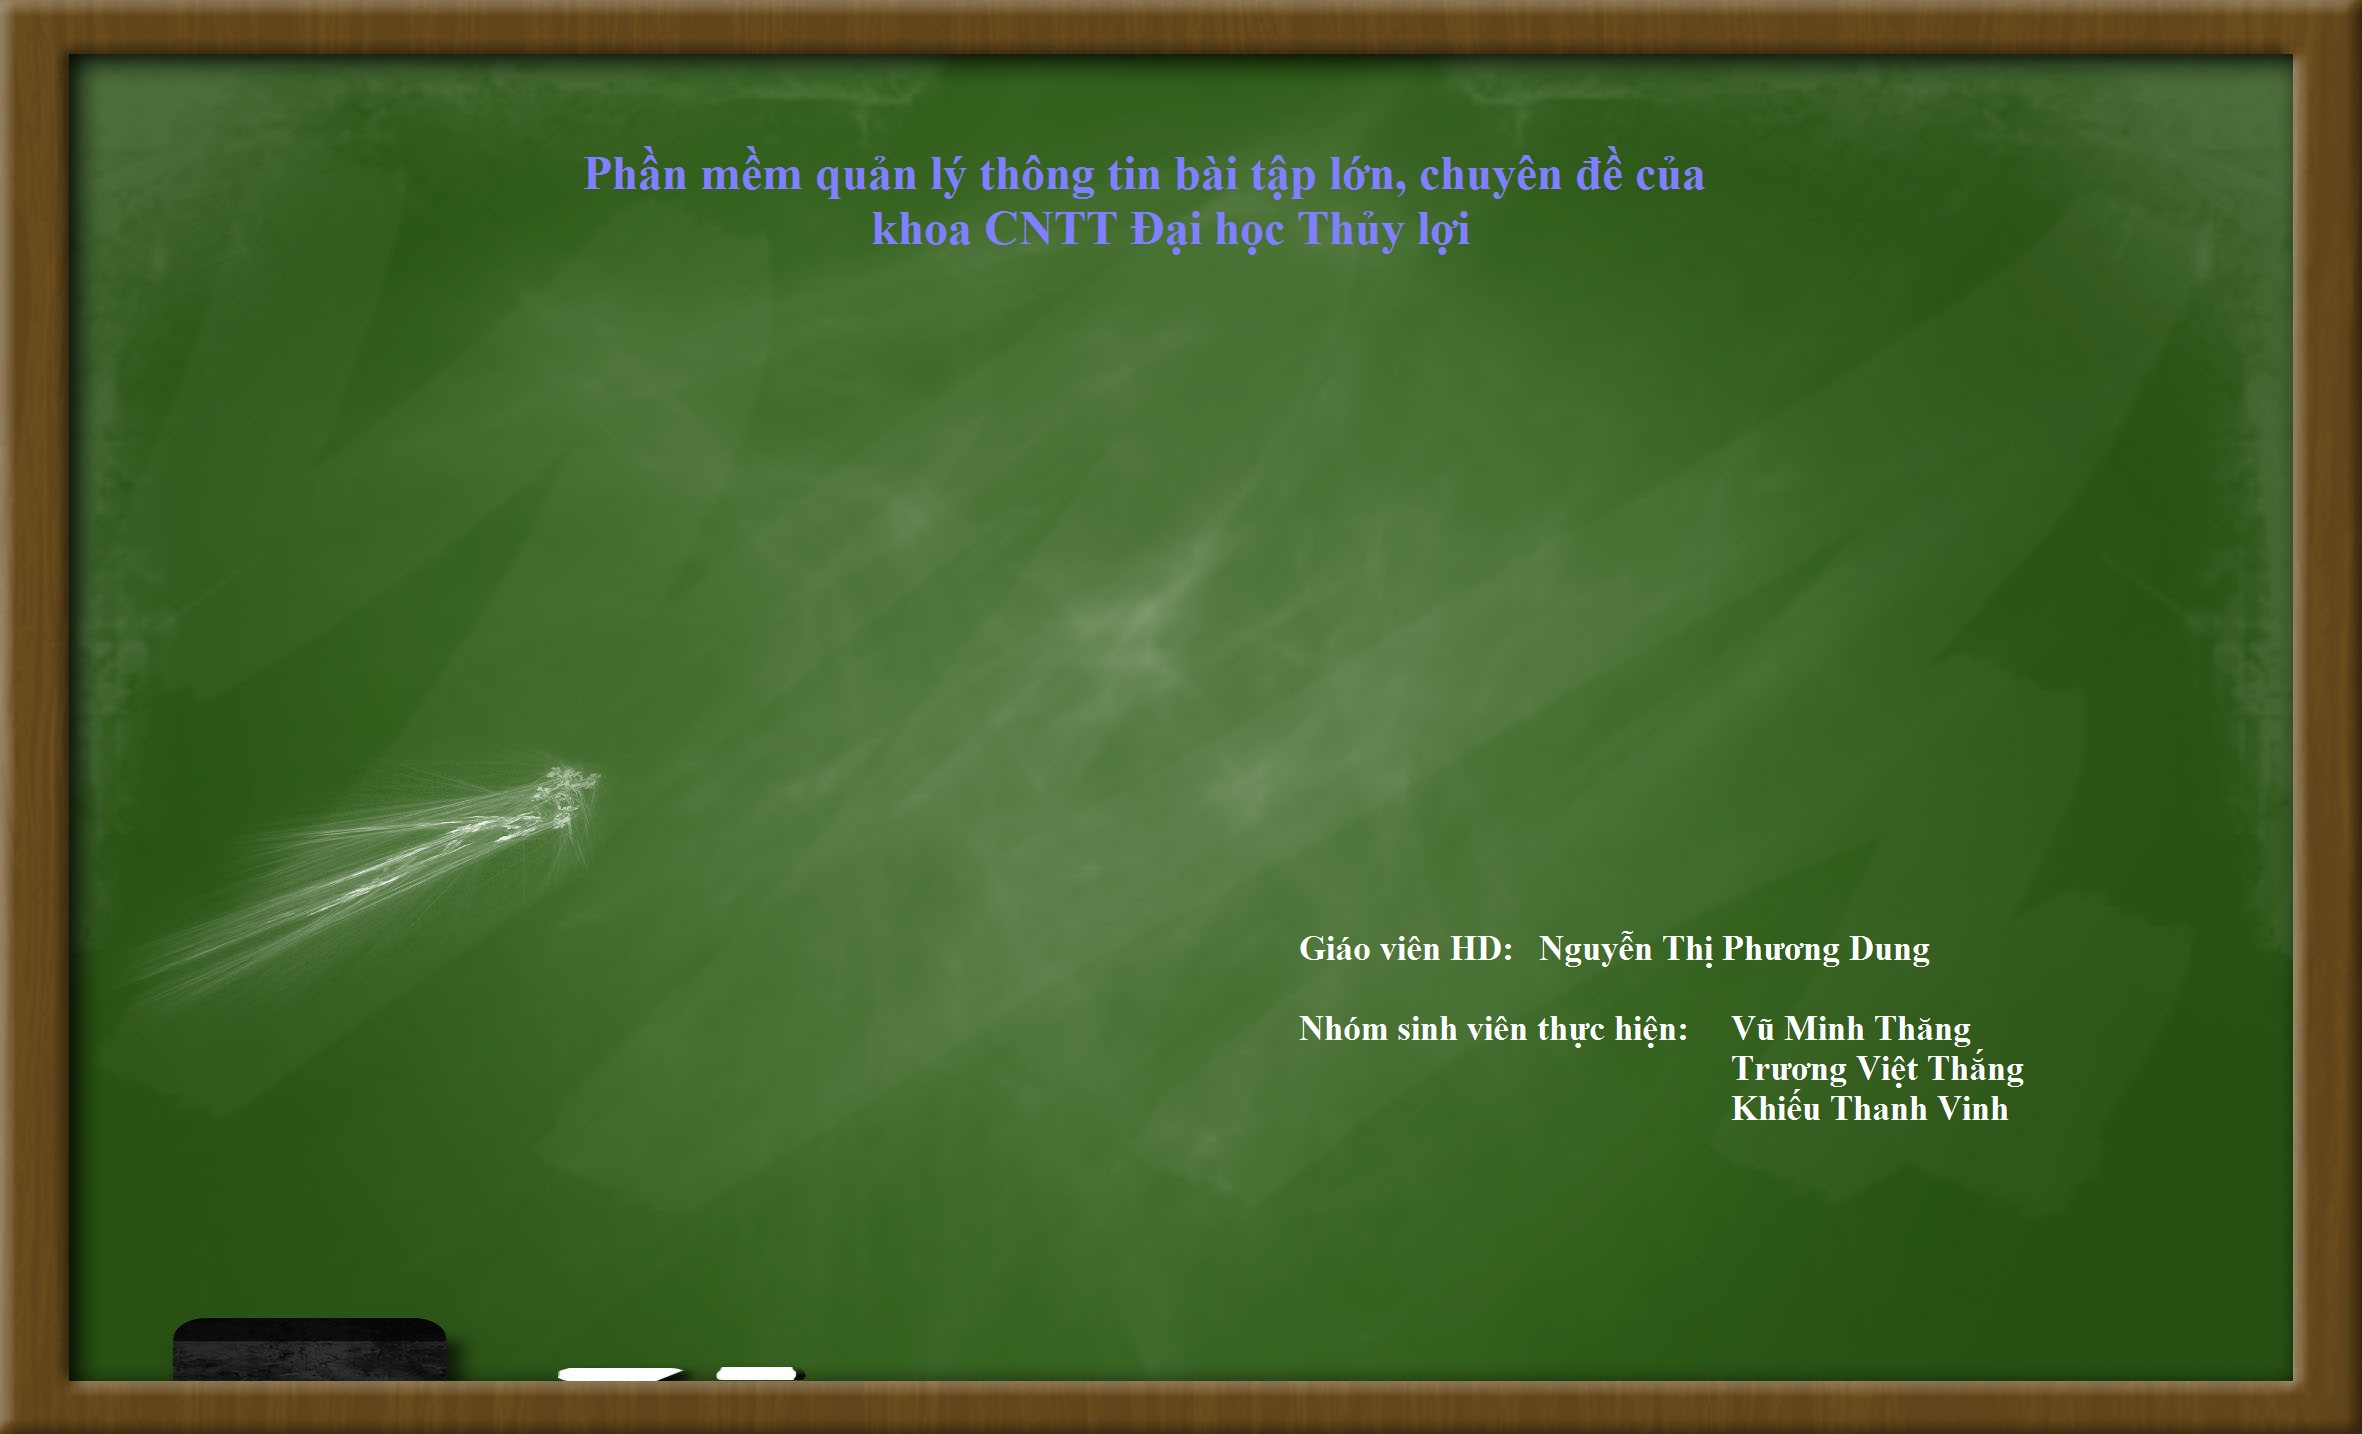 Phần mềm quản lý thông tin bài tập lớn, chuyên đề của
khoa CNTT Đại học Thủy lợi
Giáo viên HD: Nguyễn Thị Phương Dung
Nhóm sinh viên thực hiện: Vũ Minh Thăng
Trương Việt Thắng
Khiếu Thanh Vinh